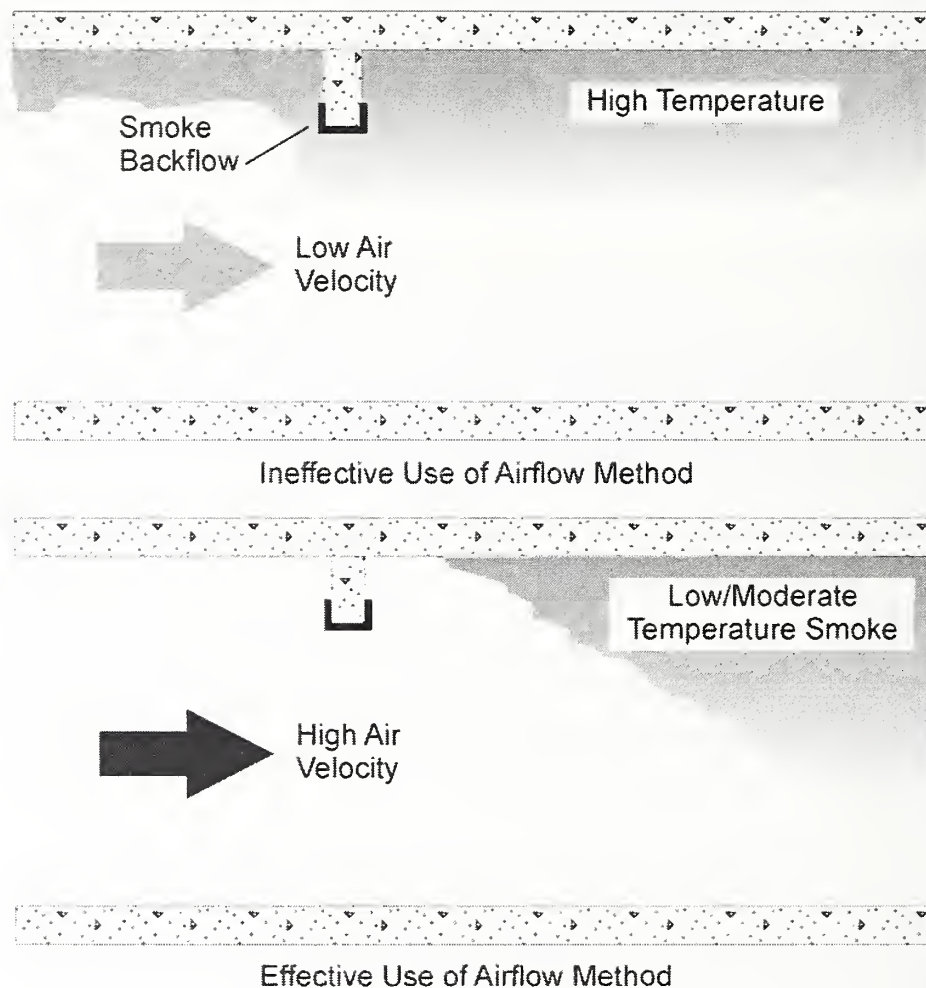 High Temperature
Smoke
Backflow
Low Air
Velocity
Ineffective Use of Airflow Method
Low/Moderate
Temperature Smoke
High Air
Velocity
Effective Use of Airflow Method